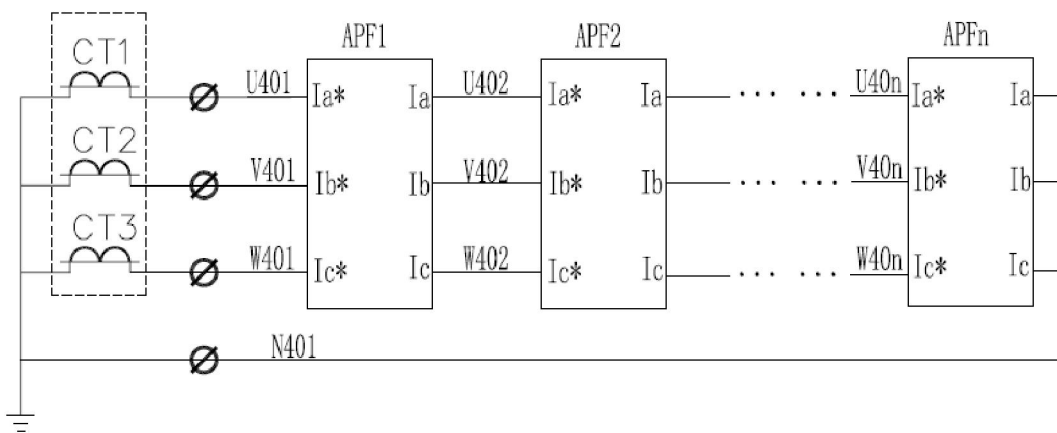 APF1 APF2 APFn
CT1
U401 Ia* Ia U402 Ia* Ia ... ... U40n Ia* Ia
CT2
V401 Ib* Ib V402 Ib* Ib ... ... V40n Ib* Ib
CT3
W401 Ic* Ic W402 Ic* Ic ... ... W40n Ic* Ic
N401